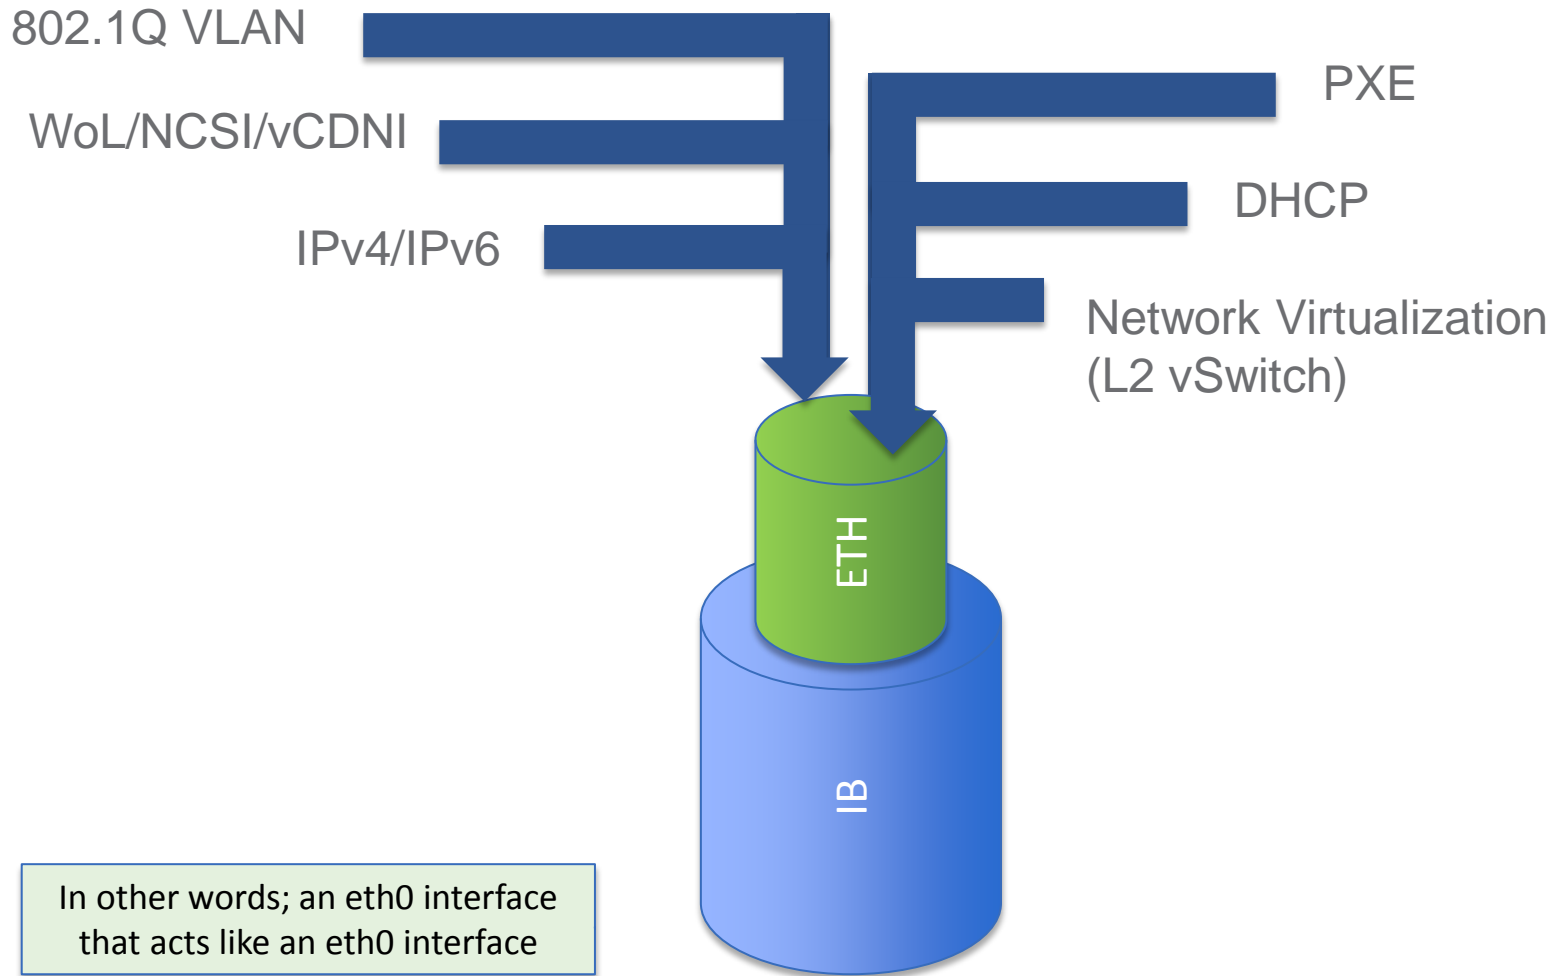 802.1Q VLAN
WoL/NCSI/vCDNI
IPv4/IPv6
PXE
DHCP
Network Virtualization
(L2 vSwitch)
ETH
IB
In other words; an eth0 interface
that acts like an eth0 interface